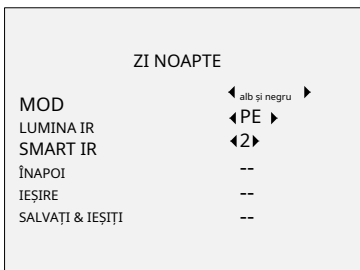 ZI NOAPTE
MOD alb și negru
LUMINA IR PE
SMART IR 2
ÎNAPOI --
IEȘIRE --
SALVAȚI & IEȘIȚI --